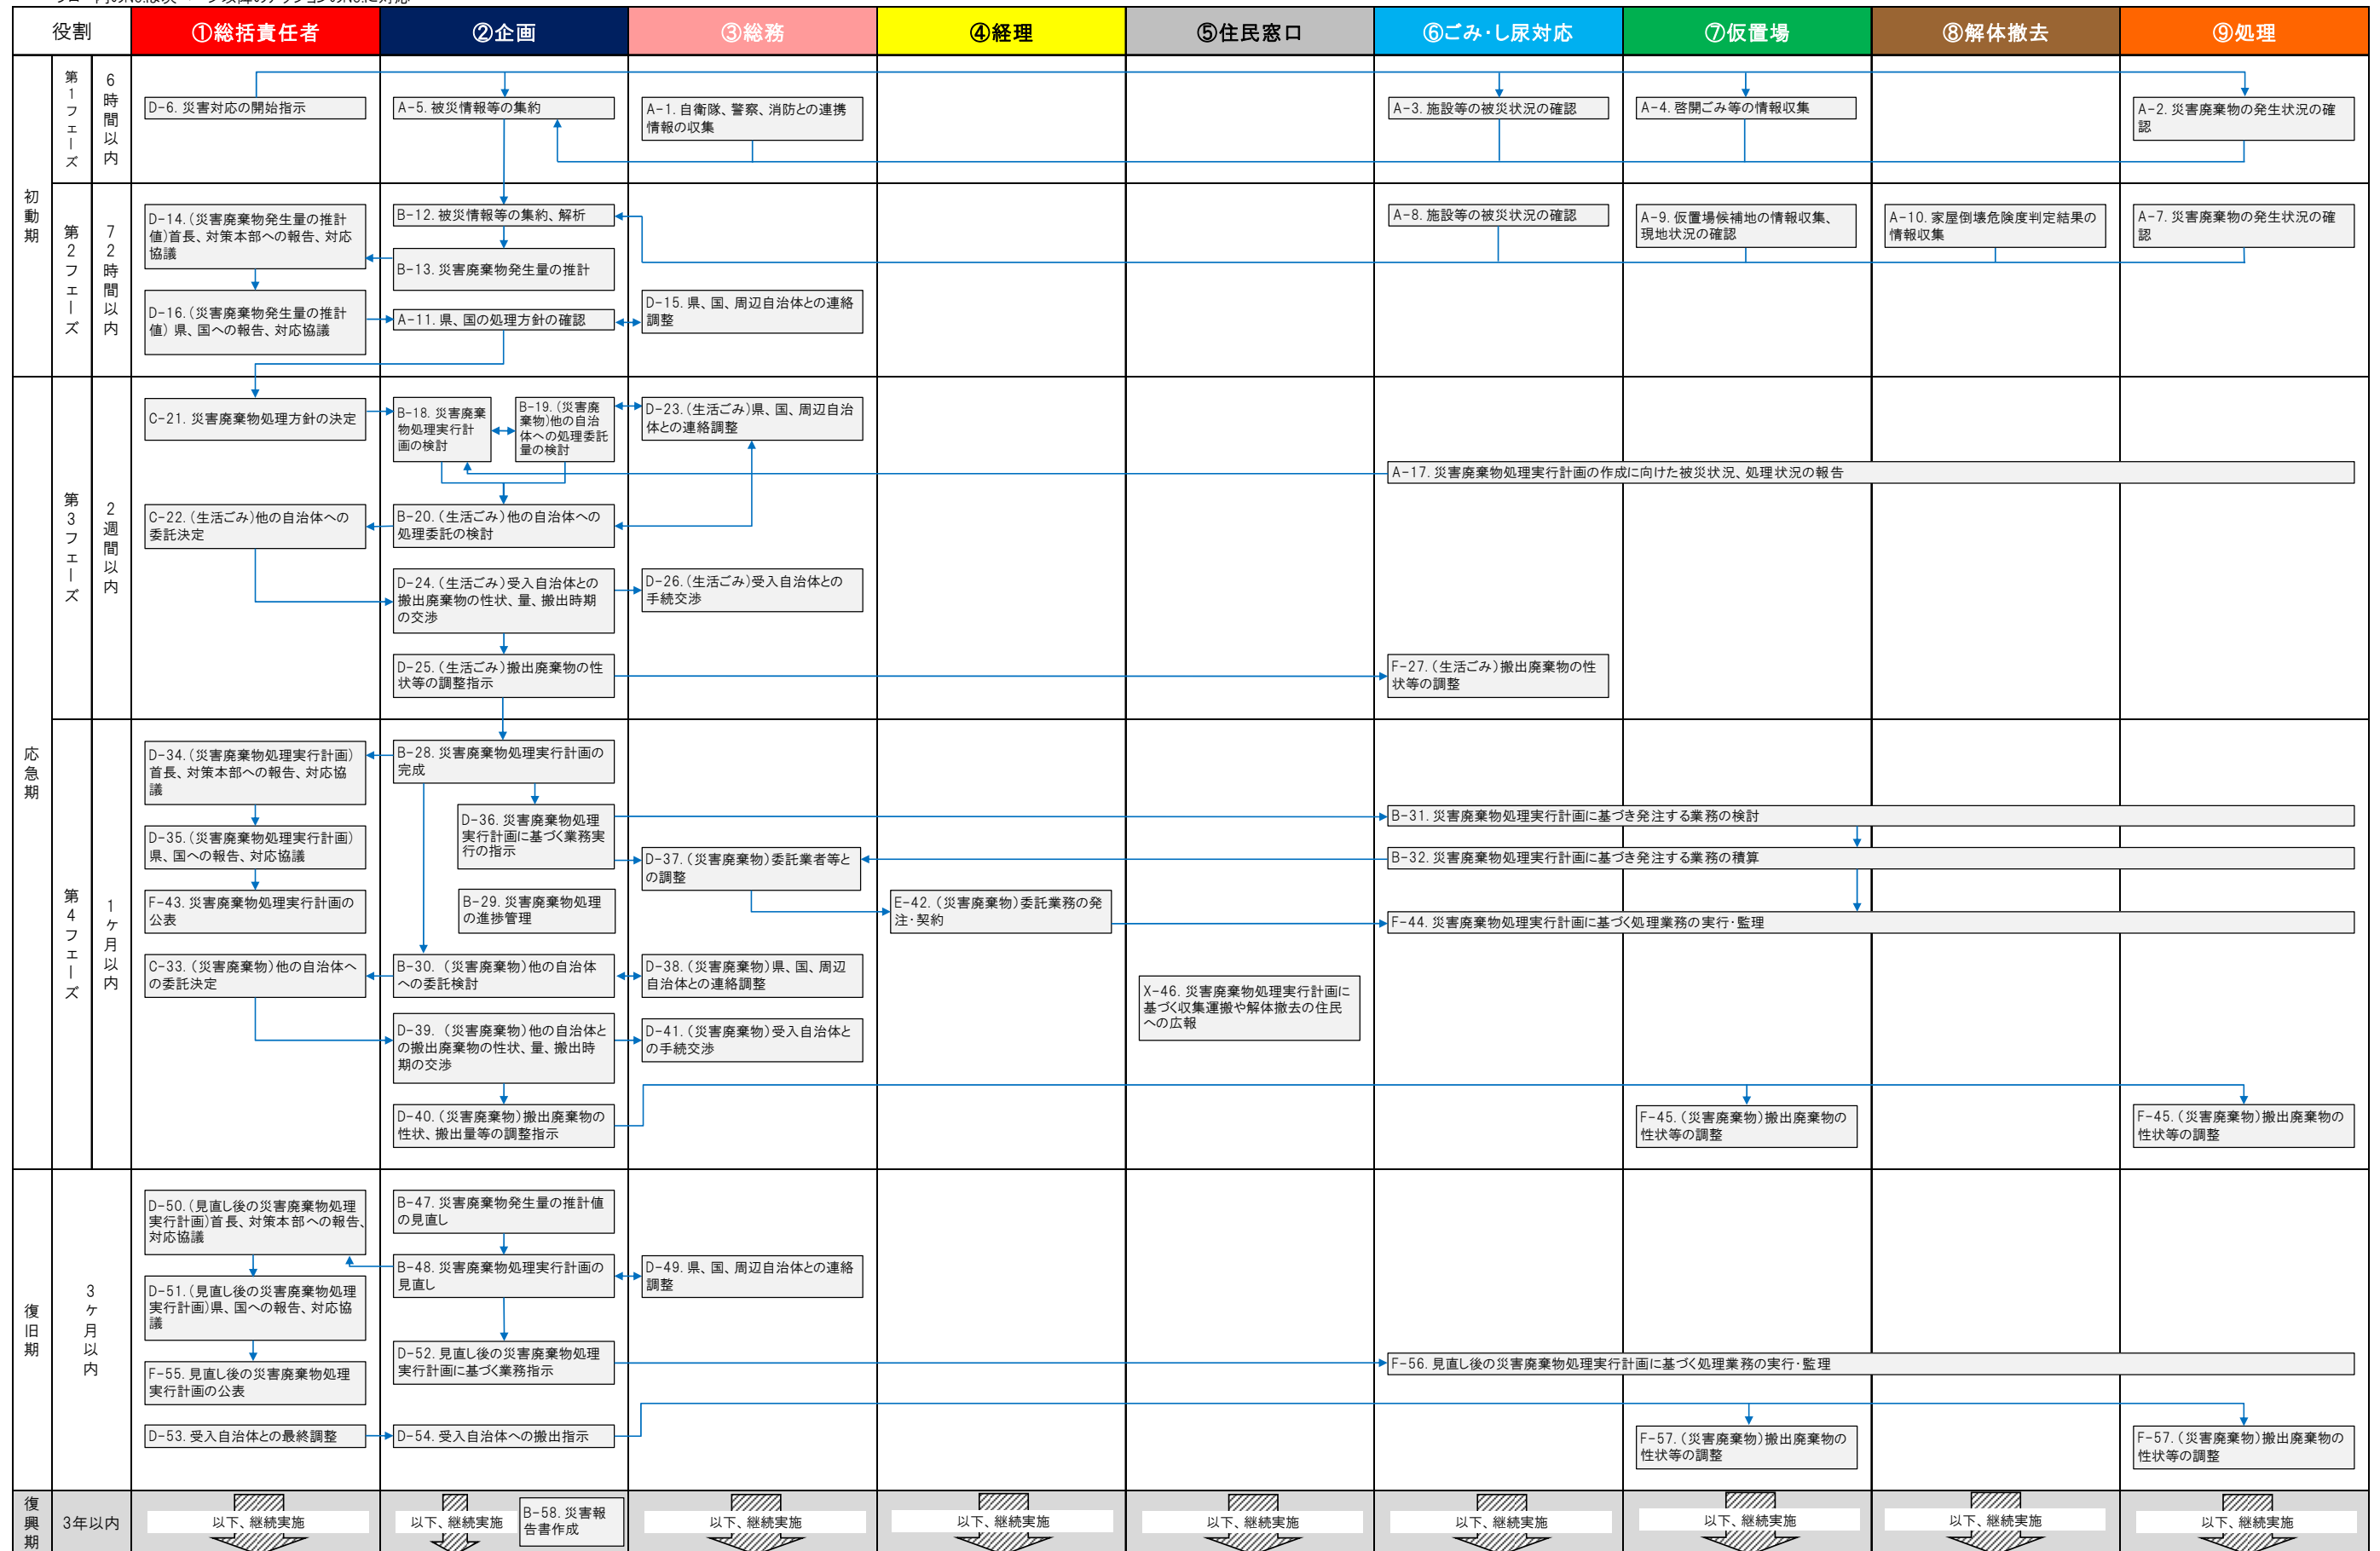 役割
①総括責任者
②企画
③総務
④経理
⑤住民窓口
⑥ごみ・し尿対応
⑦仮置場
⑧解体撤去
⑨処理
初動期
第1フェーズ
6時間以内
D-6. 災害対応の開始指示
A-5. 被災情報等の集約
A-1. 自衛隊、警察、消防との連携
情報の収集
A-3. 施設等の被災状況の確認
A-4. 啓開ごみ等の情報収集
A-2. 災害廃棄物の発生状況の確
認
第2フェーズ
72時間以内
D-14.(災害廃棄物発生量の推計
値)首長、対策本部への報告、対応
協議
B-12. 被災情報等の集約、解析
A-8. 施設等の被災状況の確認
A-9. 仮置場候補地の情報収集、
現地状況の確認
A-10. 家屋倒壊危険度判定結果の
情報収集
A-7. 災害廃棄物の発生状況の確
認
B-13. 災害廃棄物発生量の推計
D-16.(災害廃棄物発生量の推計
値) 県、国への報告、対応協議
A-11. 県、国の処理方針の確認
D-15. 県、国、周辺自治体との連絡
調整
応急期
第3フェーズ
2週間以内
C-21. 災害廃棄物処理方針の決定
B-18. 災害廃棄
物処理実行計
画の検討
B-19. (災害廃
棄物)他の自治
体への処理委託
量の検討
D-23.(生活ごみ)県、国、周辺自治
体との連絡調整
A-17. 災害廃棄物処理実行計画の作成に向けた被災状況、処理状況の報告
C-22.(生活ごみ)他の自治体への
委託決定
B-20.(生活ごみ)他の自治体への
処理委託の検討
D-24.(生活ごみ)受入自治体との
搬出廃棄物の性状、量、搬出時期
の交渉
D-26.(生活ごみ)受入自治体との
手続交渉
D-25.(生活ごみ)搬出廃棄物の性
状等の調整指示
F-27.(生活ごみ)搬出廃棄物の性
状等の調整
第4フェーズ
1ヶ月以内
D-34.(災害廃棄物処理実行計画)
首長、対策本部への報告、対応協
議
B-28. 災害廃棄物処理実行計画の
完成
D-36. 災害廃棄物処理
実行計画に基づく業務実
行の指示
B-31. 災害廃棄物処理実行計画に基づき発注する業務の検討
D-35.(災害廃棄物処理実行計画)
県、国への報告、対応協議
D-37.(災害廃棄物)委託業者等と
の調整
B-32. 災害廃棄物処理実行計画に基づき発注する業務の積算
F-43. 災害廃棄物処理実行計画の
公表
B-29. 災害廃棄物処理
の進捗管理
E-42.(災害廃棄物)委託業務の発
注・契約
F-44. 災害廃棄物処理実行計画に基づく処理業務の実行・監理
C-33.(災害廃棄物)他の自治体へ
の委託決定
B-30. (災害廃棄物)他の自治体
への委託検討
D-38.(災害廃棄物)県、国、周辺
自治体との連絡調整
X-46. 災害廃棄物処理実行計画に
基づく収集運搬や解体撤去の住民
への広報
D-39. (災害廃棄物)他の自治体と
の搬出廃棄物の性状、量、搬出時
期の交渉
D-41.(災害廃棄物)受入自治体と
の手続交渉
D-40.(災害廃棄物)搬出廃棄物の
性状、搬出量等の調整指示
F-45.(災害廃棄物)搬出廃棄物の
性状等の調整
F-45.(災害廃棄物)搬出廃棄物の
性状等の調整
復旧期
3ヶ月以内
D-50.(見直し後の災害廃棄物処理
実行計画)首長、対策本部への報告、
対応協議
B-47. 災害廃棄物発生量の推計値
の見直し
B-48. 災害廃棄物処理実行計画の
見直し
D-49. 県、国、周辺自治体との連絡
調整
D-51.(見直し後の災害廃棄物処理
実行計画)県、国への報告、対応協
議
D-52. 見直し後の災害廃棄物処理
実行計画に基づく業務指示
F-56. 見直し後の災害廃棄物処理実行計画に基づく処理業務の実行・監理
F-55. 見直し後の災害廃棄物処理
実行計画の公表
D-53. 受入自治体との最終調整
D-54. 受入自治体への搬出指示
F-57.(災害廃棄物)搬出廃棄物の
性状等の調整
F-57.(災害廃棄物)搬出廃棄物の
性状等の調整
復興期
3年以内
以下、継続実施
以下、継続実施
B-58. 災害報
告書作成
以下、継続実施
以下、継続実施
以下、継続実施
以下、継続実施
以下、継続実施
以下、継続実施
以下、継続実施